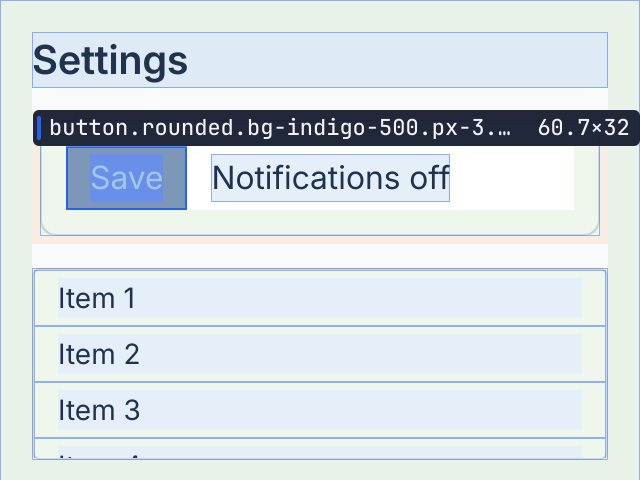 Settings
button.rounded.bg-indigo-500.px-3.… 60.7×32
Save Notifications off
Item 1
Item 2
Item 3